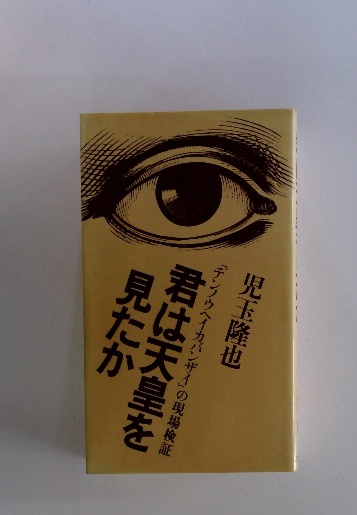 児玉隆也
「テンノウヘイカバンザイ」の現場検証
君は天皇を
見たか